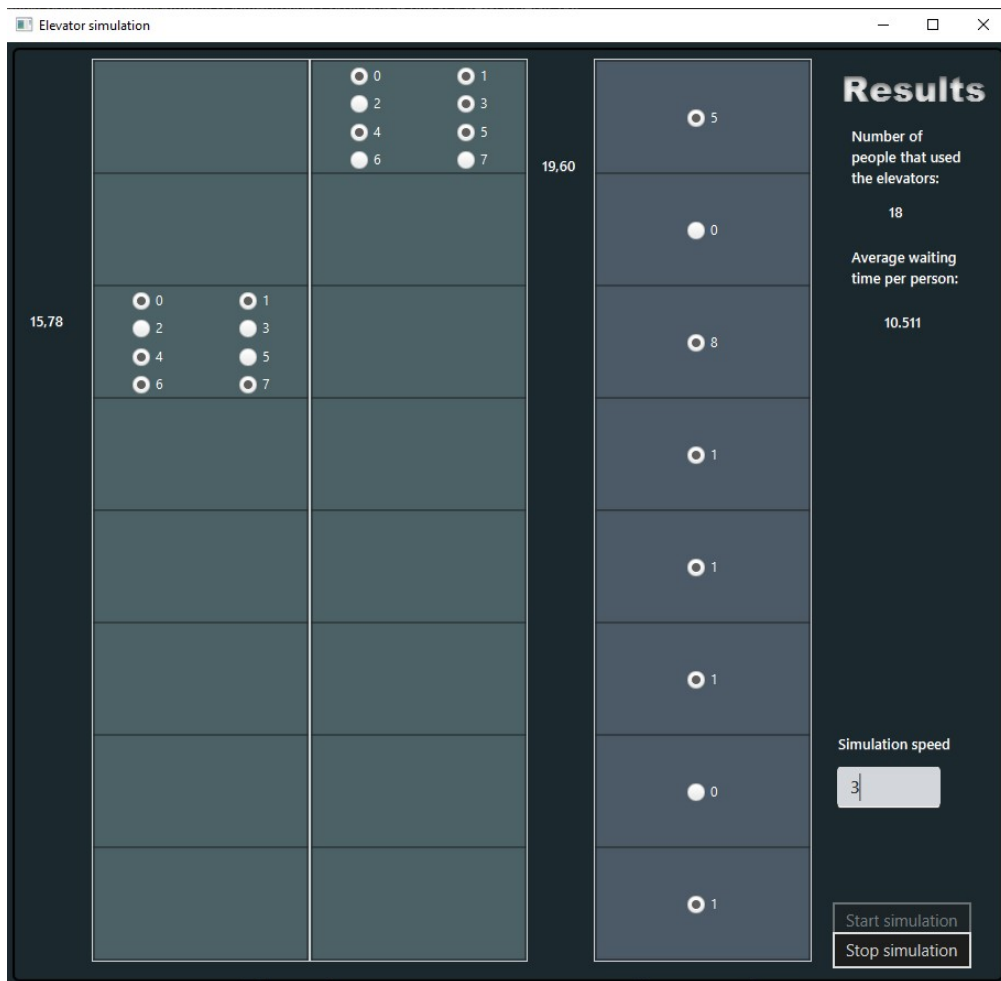 Elevator simulation
0 1
2 3
4 5
6 7
19,60
15,78
0 1
2 3
4 5
6 7
5
0
8
1
1
1
0
1
Results
Number of
people that used
the elevators:
18
Average waiting
time per person:
10.511
Simulation speed
3
Start simulation
Stop simulation